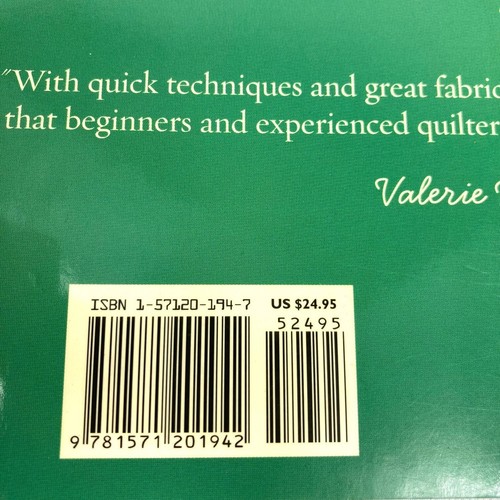 "With quick techniques and great fabric
that beginners and experienced quilter
Valerie
ISBN 1-57120-194-7 US $24.95
52495
9 781571 201942